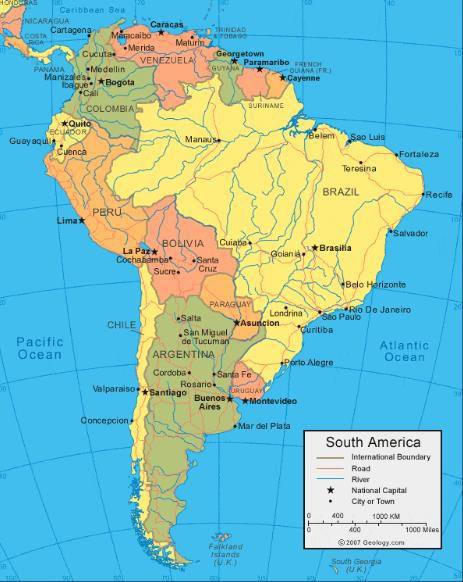 HONDURAS
Caribbean Sea
NICARAGUA
COSTA
RICA
PANAMA
Cartagena
Maracaibo
Caracas
Maturin
TRINIDAD
& TOBAGO
Cucuta
Merida
VENEZUELA
Georgetown
Paramaribo
FRENCH
GUIANA (FR.)
GUYANA
Cayenne
SURINAME
Medellin
Manizales
Ibague
Bogota
Cali
COLOMBIA
Quito
ECUADOR
Guayaquil
Cuenca
Manaus
Belem
Sao Luis
Fortaleza
Teresina
BRAZIL
Recife
PERU
Lima
Salvador
BOLIVIA
La Paz
Cochabamba
Santa
Cruz
Sucre
Cuiaba
Brasilia
Goiania
Belo Horizonte
PARAGUAY
Londrina
Rio De Janeiro
São Paulo
Asuncion
Curitiba
CHILE
Salta
San Miguel
de Tucuman
Pacific
Ocean
Atlantic
Ocean
ARGENTINA
Porto Alegre
Cordoba
Santa Fe
Rosario
URUGUAY
Valparaiso
Santiago
Buenos
Aires
Montevideo
Concepcion
Mar del Plata
South America
International Boundary
Road
River
National Capital
City or Town
0 400 1000 KM
0 400 1000 Miles
© 2007 Geology.com
Falkland
Islands
(U.K.)
South Georgia
(U.K.)